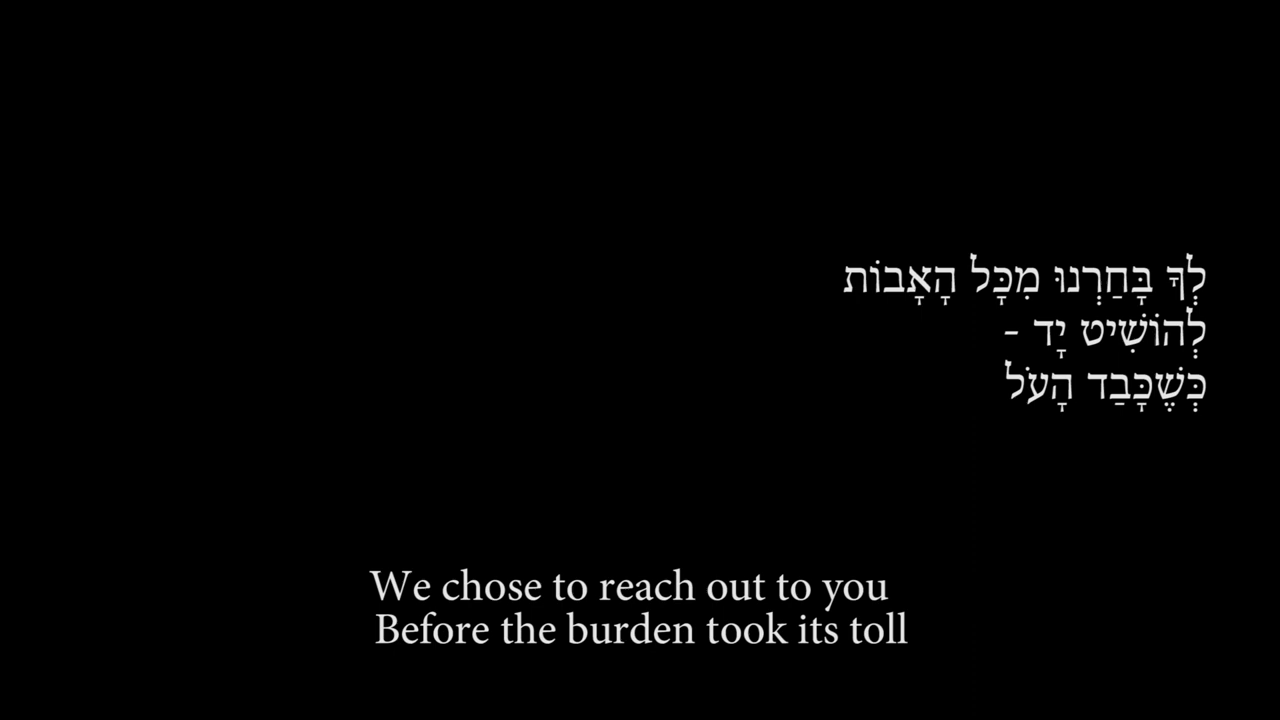 לְךָ בָּחַרְנוּ מִכָּל הָאָבוֹת
לְהוֹשִׁיט יָד -
כְּשֶׁכָּבַד הָעֹל
We chose to reach out to you
Before the burden took its toll